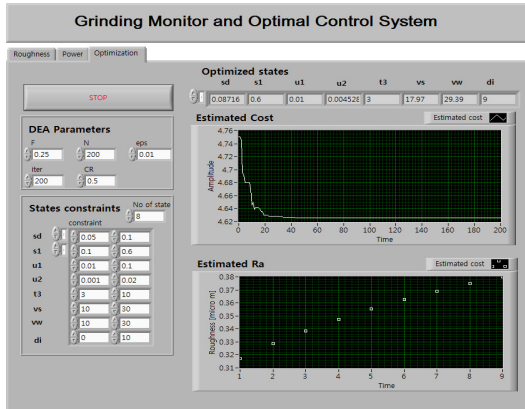 Grinding Monitor and Optimal Control System
Roughness Power Optimization
STOP
DEA Parameters
F N eps
0.25 200 0.01
iter CR
200 0.5
States constraints
No of state
8
constraint
sd 0.05 0.1
s1 0.1 0.6
u1 0.01 0.1
u2 0.001 0.02
t3 3 10
vs 10 30
vw 10 30
di 0 10
Optimized states
sd s1 u1 u2 t3 vs vw di
0.08716 0.6 0.01 0.004528 3 17.97 29.39 9
Estimated Cost
Estimated cost
4.76
4.74
4.72
4.7
4.68
4.66
4.64
4.62
Amplitude
0 20 40 60 80 100 120 140 160 180 200
Time
Estimated Ra
Estimated cost
0.38
0.37
0.36
0.35
0.34
0.33
0.32
0.31
Roughness [micro m]
1 2 3 4 5 6 7 8 9
Time